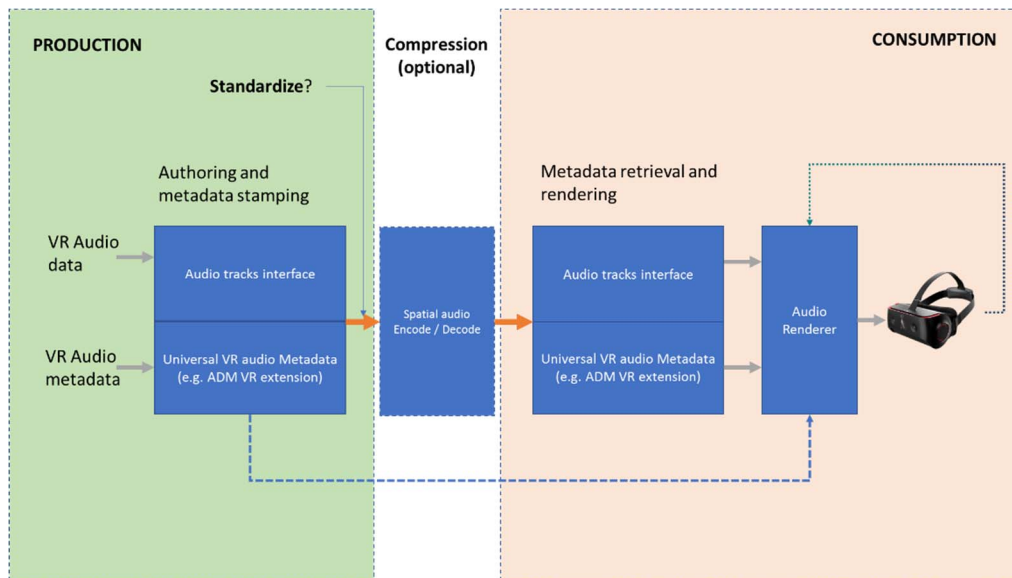 PRODUCTION
Compression
(optional)
CONSUMPTION
Standardize?
Authoring and
metadata stamping
Metadata retrieval and
rendering
VR Audio
data
Audio tracks interface
VR Audio
metadata
Universal VR audio Metadata
(e.g. ADM VR extension)
Spatial audio
Encode / Decode
Audio tracks interface
Universal VR audio Metadata
(e.g. ADM VR extension)
Audio
Renderer